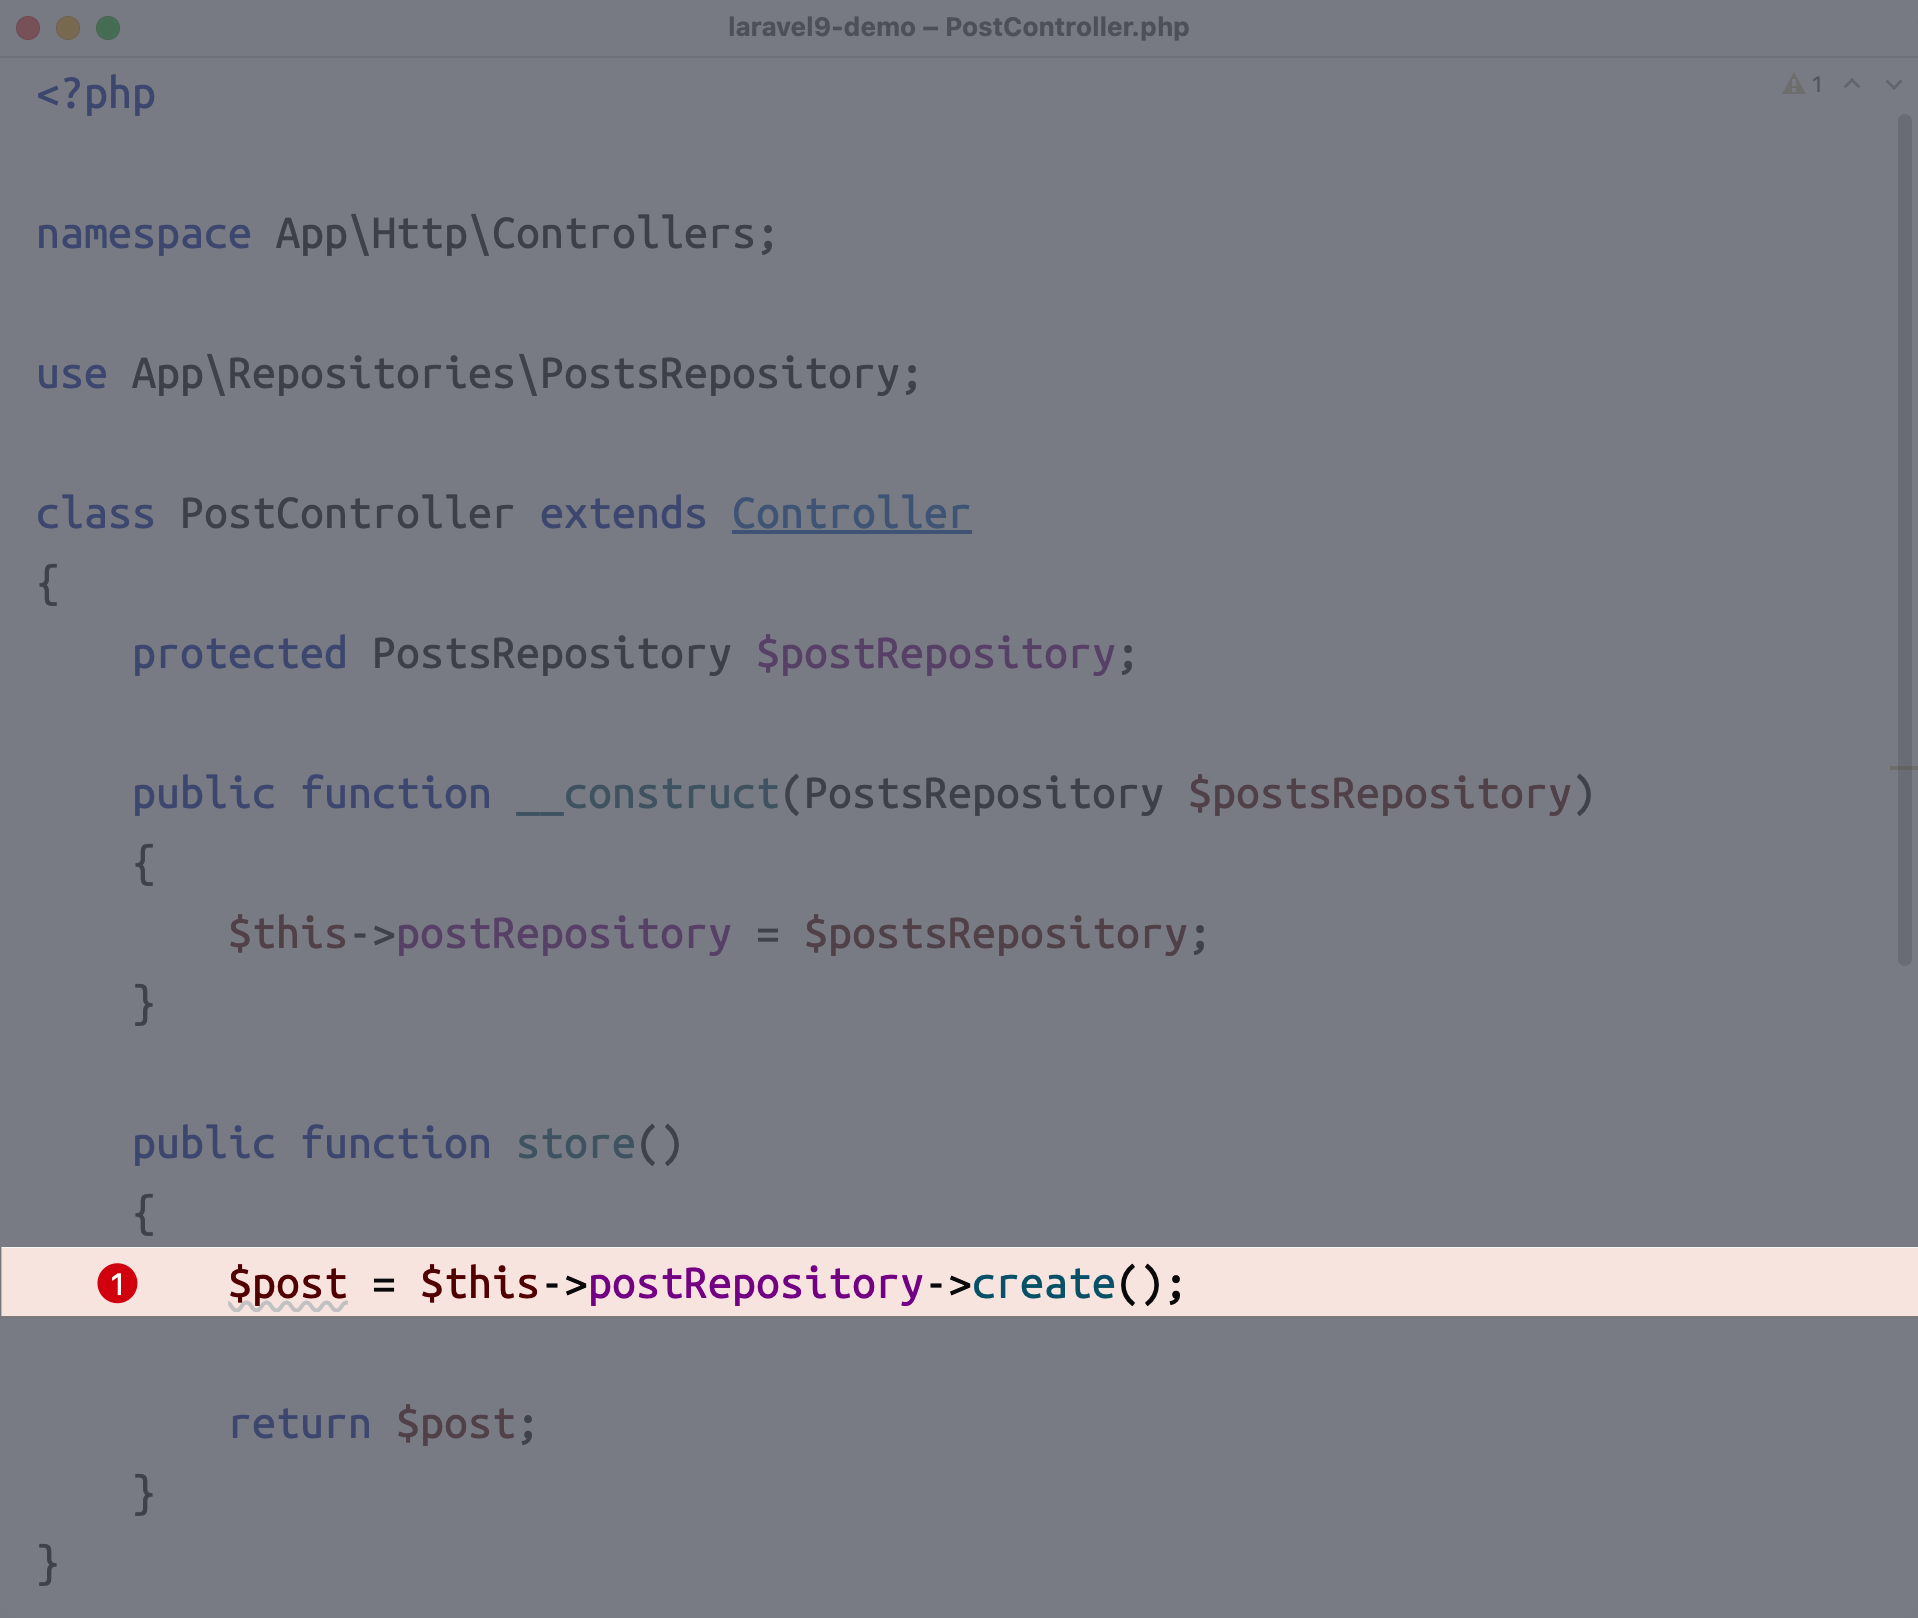 laravel9-demo – PostController.php
<?php
1
namespace App\Http\Controllers;
use App\Repositories\PostsRepository;
class PostController extends Controller
{
protected PostsRepository $postRepository;
public function __construct(PostsRepository $postsRepository)
{
$this->postRepository = $postsRepository;
}
public function store()
{
1 $post = $this->postRepository->create();
return $post;
}
}